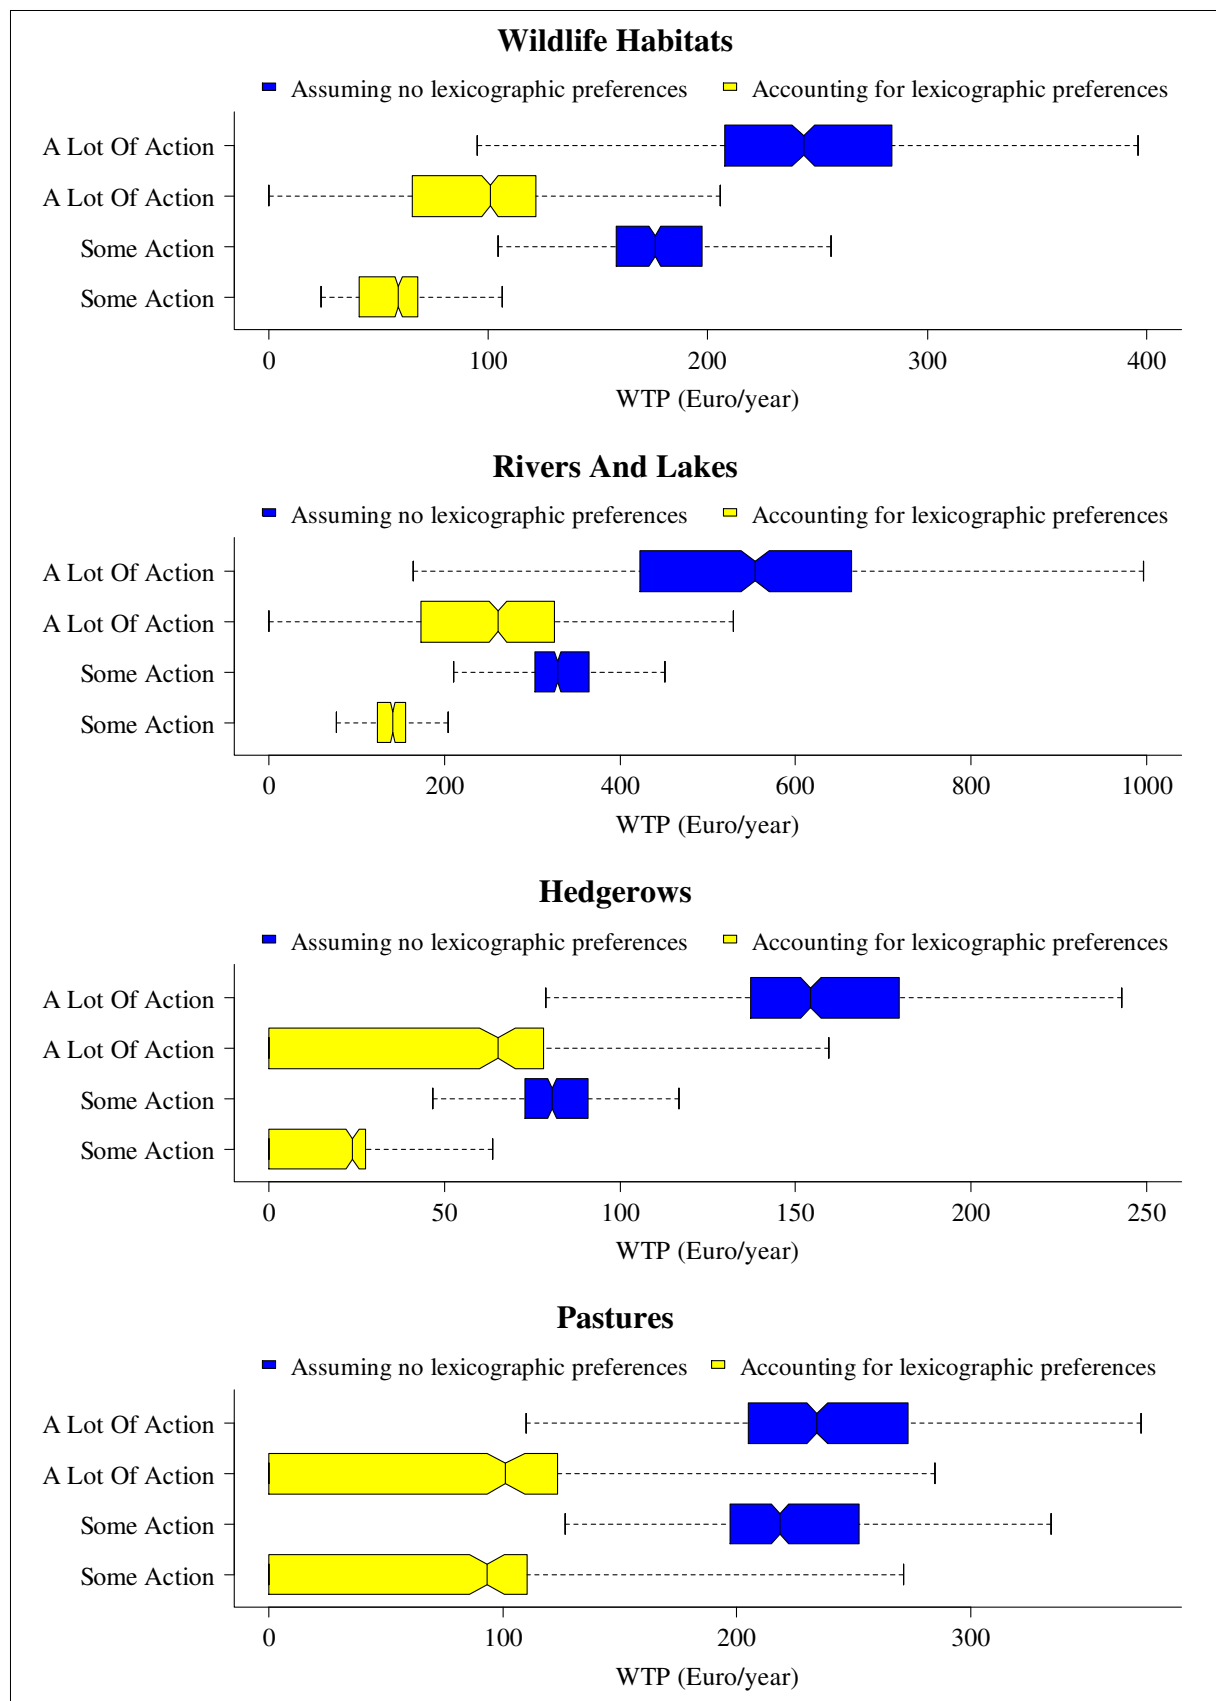 Wildlife Habitats
Assuming no lexicographic preferences Accounting for lexicographic preferences
A Lot Of Action
A Lot Of Action
Some Action
Some Action
0 100 200 300 400
WTP (Euro/year)
Rivers And Lakes
Assuming no lexicographic preferences Accounting for lexicographic preferences
A Lot Of Action
A Lot Of Action
Some Action
Some Action
0 200 400 600 800 1000
WTP (Euro/year)
Hedgerows
Assuming no lexicographic preferences Accounting for lexicographic preferences
A Lot Of Action
A Lot Of Action
Some Action
Some Action
0 50 100 150 200 250
WTP (Euro/year)
Pastures
Assuming no lexicographic preferences Accounting for lexicographic preferences
A Lot Of Action
A Lot Of Action
Some Action
Some Action
0 100 200 300
WTP (Euro/year)